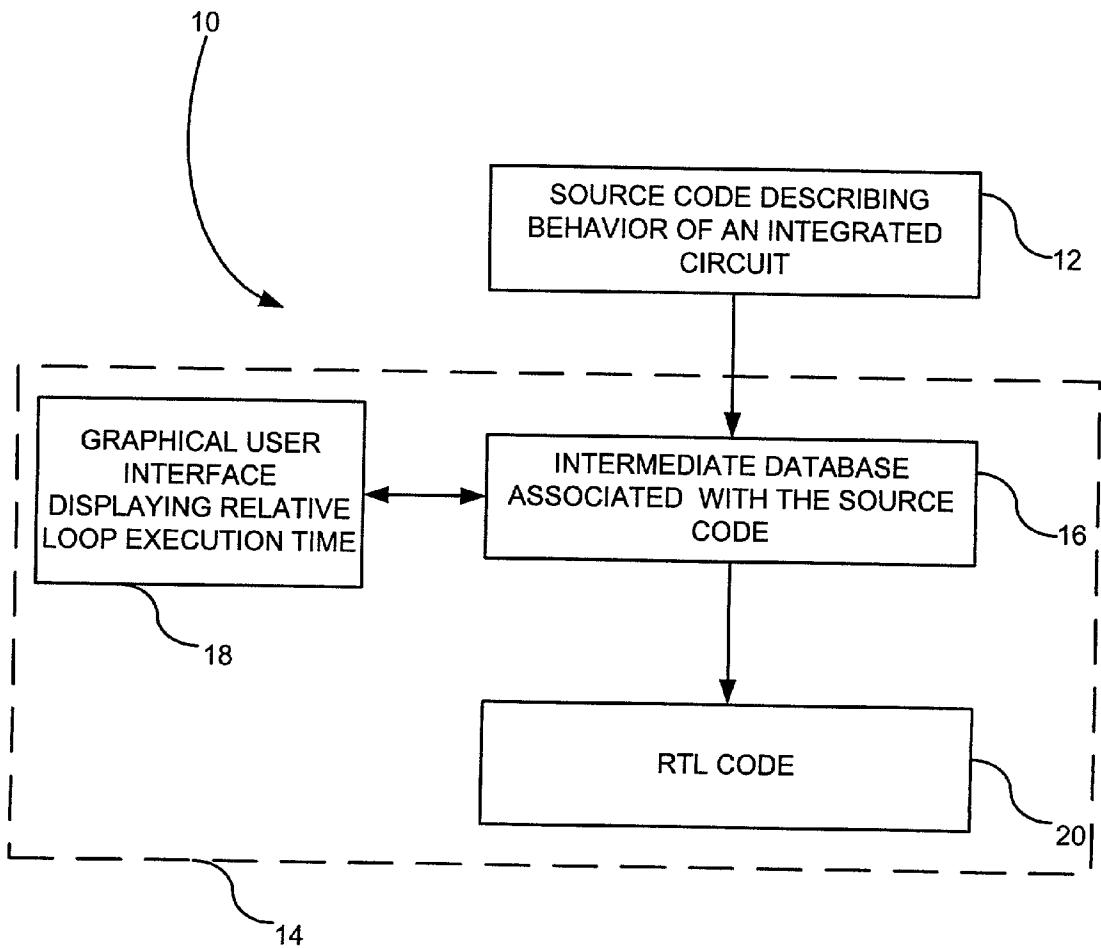 10
SOURCE CODE DESCRIBING
BEHAVIOR OF AN INTEGRATED
CIRCUIT
12
GRAPHICAL USER
INTERFACE
DISPLAYING RELATIVE
LOOP EXECUTION TIME
18
INTERMEDIATE DATABASE
ASSOCIATED WITH THE SOURCE
CODE
16
RTL CODE
20
14